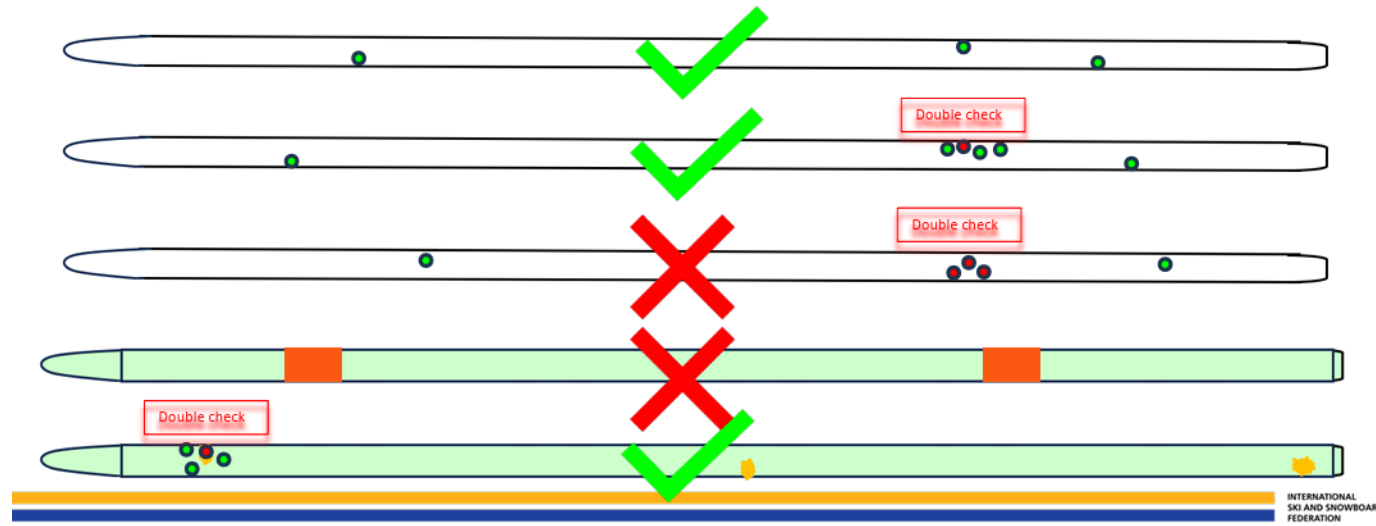 Double check
Double check
Double check
INTERNATIONAL
SKI AND SNOWBOAR
FEDERATION